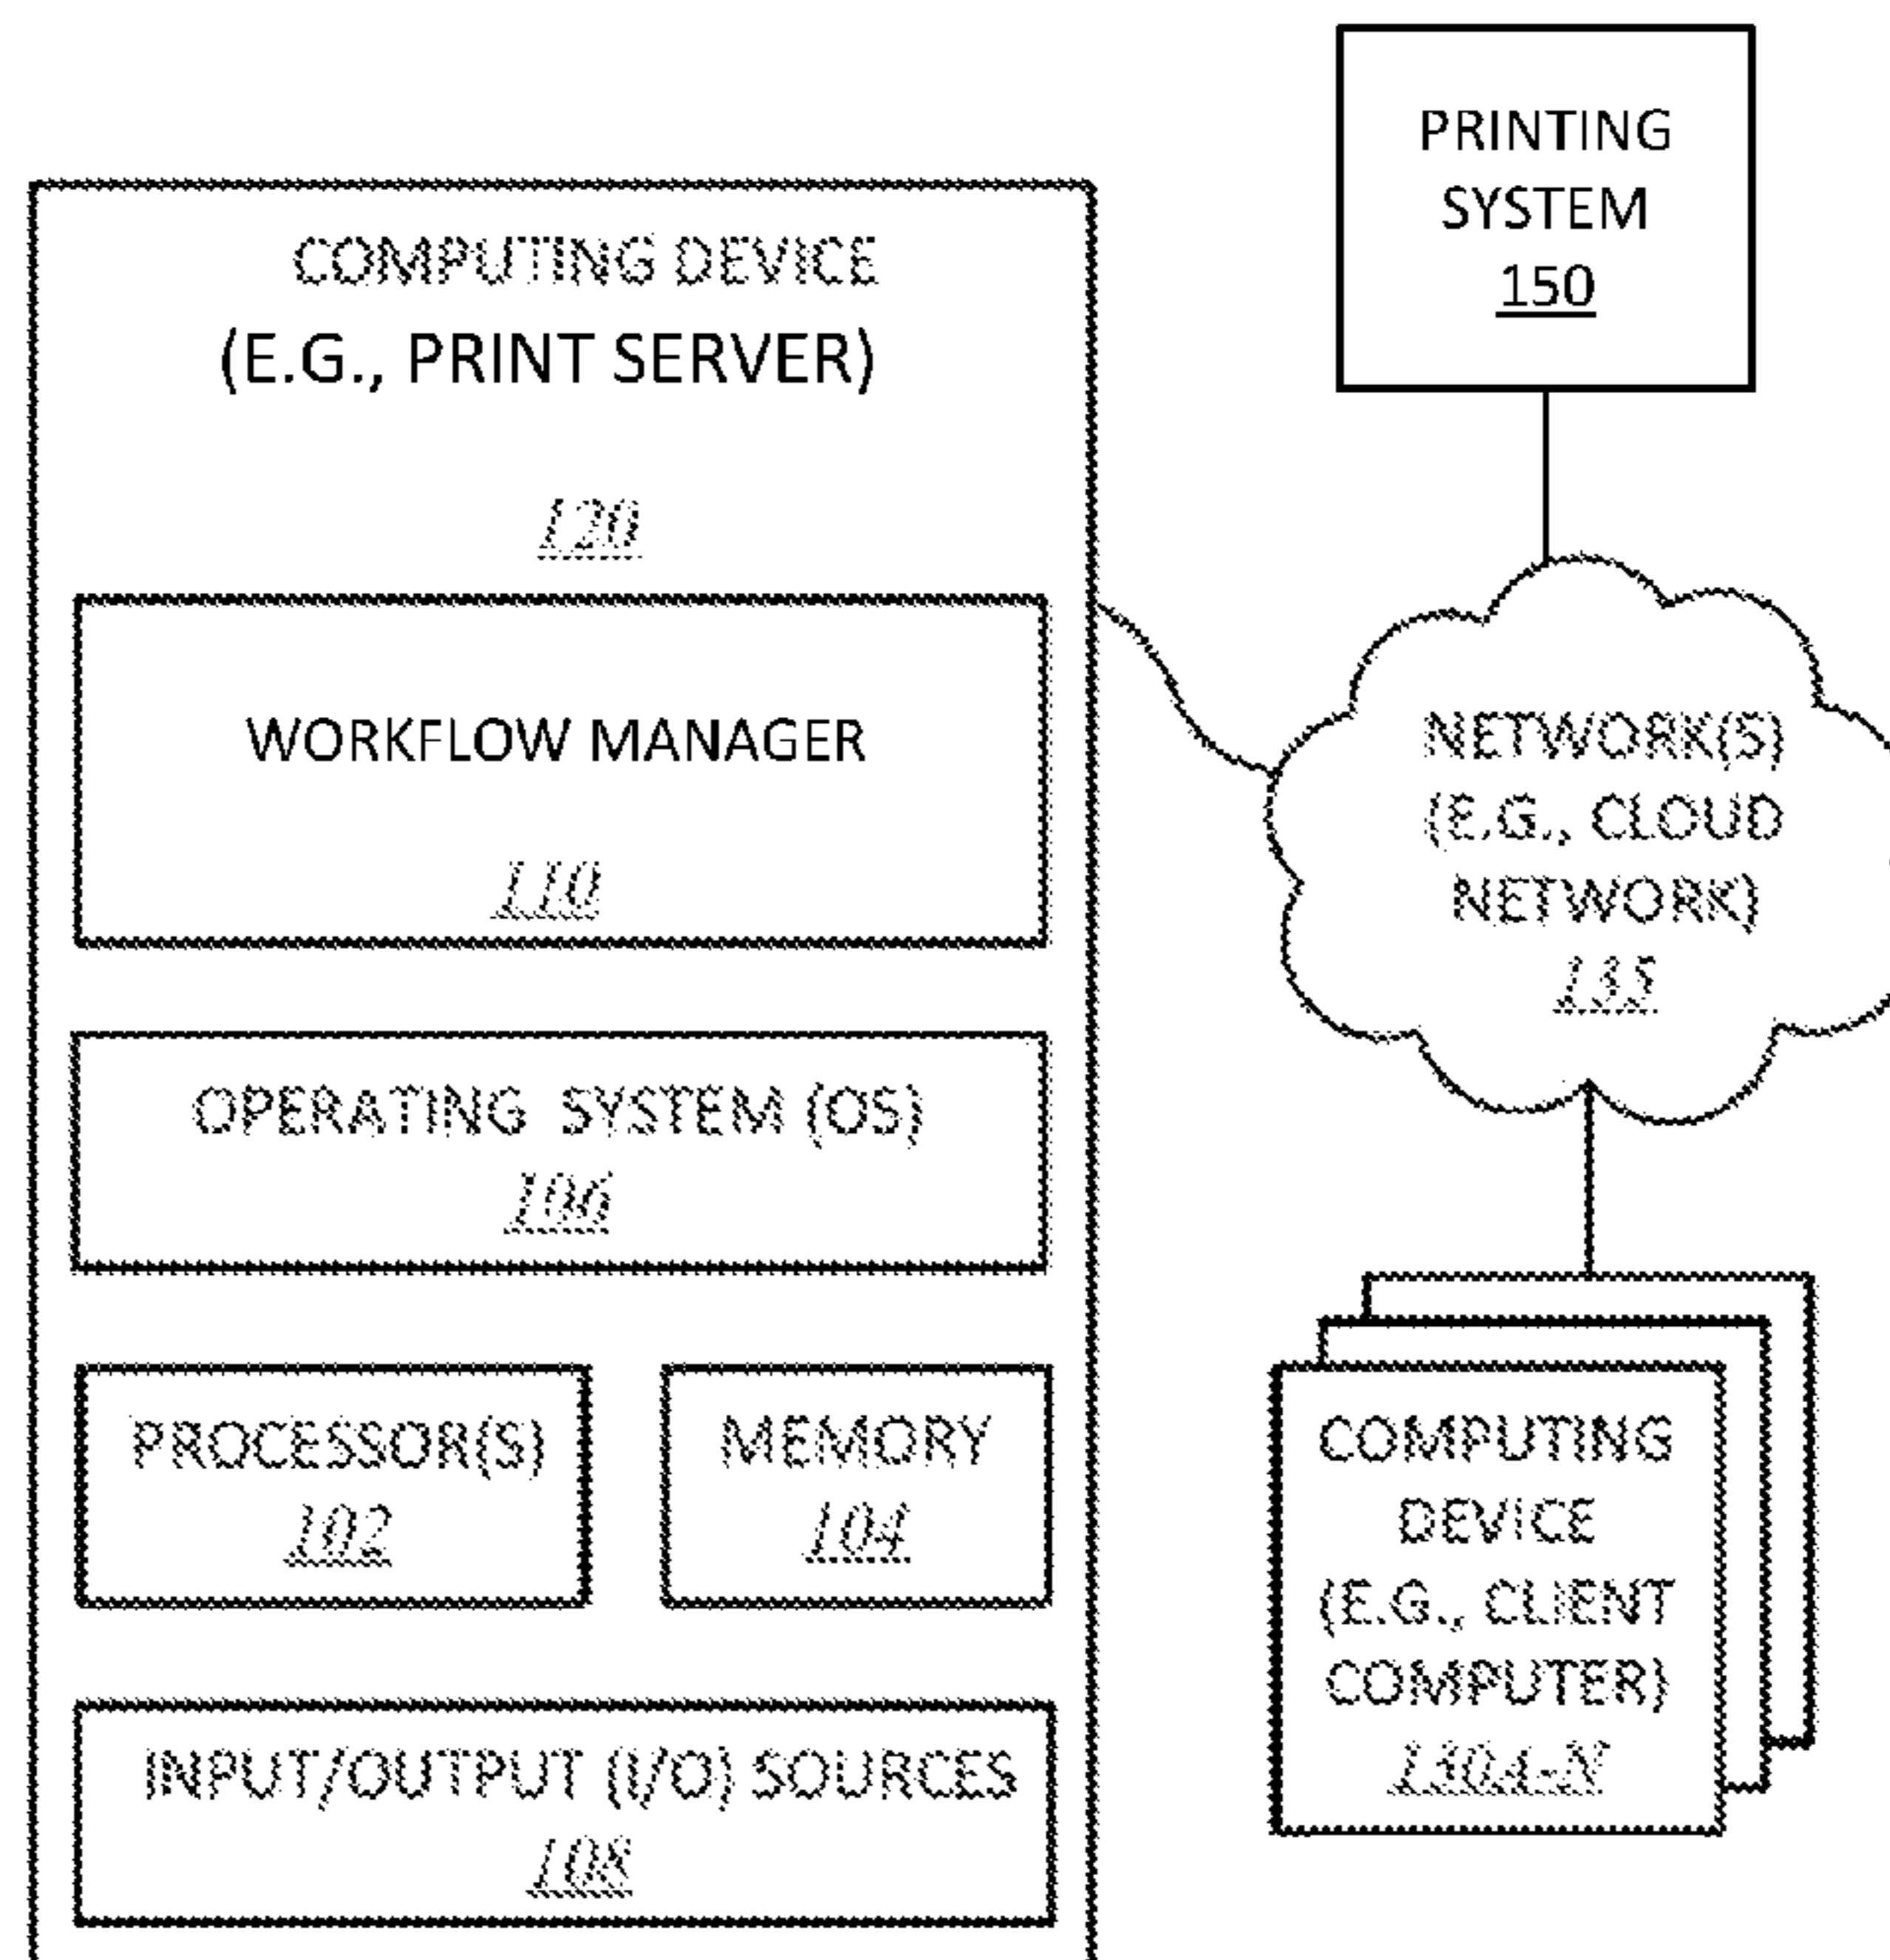 COMPUTING DEVICE
(E.G., PRINT SERVER)
120
WORKFLOW MANAGER
110
OPERATING SYSTEM (OS)
106
PROCESSOR(S)
102
MEMORY
104
INPUT/OUTPUT (I/O) SOURCES
108
PRINTING
SYSTEM
150
NETWORK(S)
(E.G., CLOUD
NETWORK)
135
COMPUTING
DEVICE
(E.G., CLIENT
COMPUTER)
130A-N